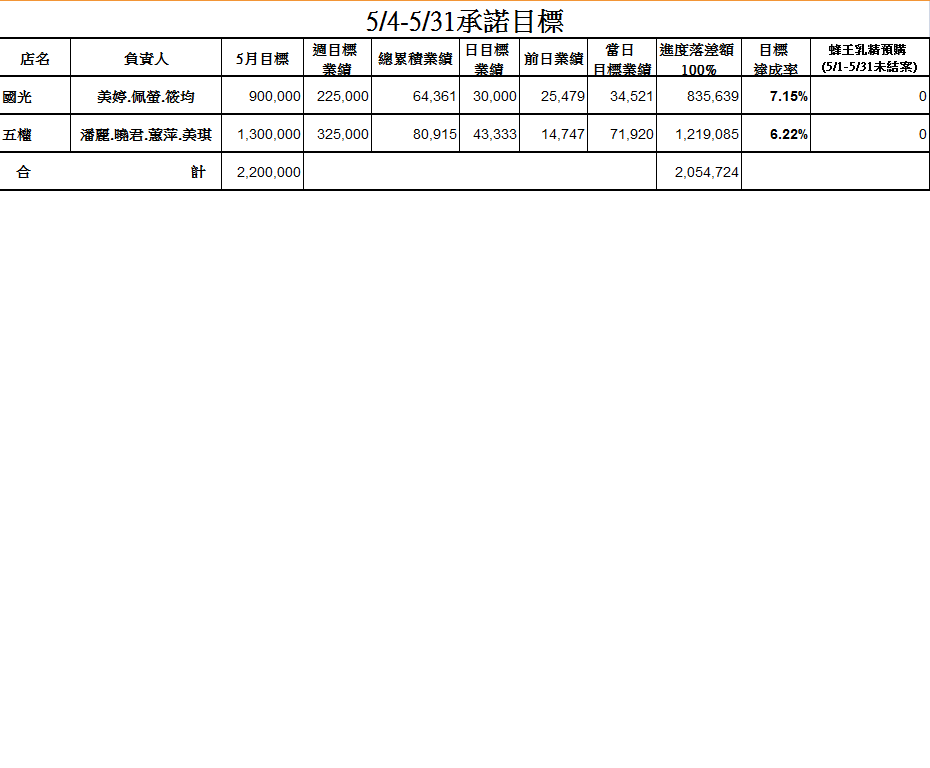 5/4-5/31承諾目標
店名 負責人 5月目標 週目標業績 總累積業績 日目標業績 前日業績 當日目標業績 進度落差額100% 目標達成率 蜂王乳精預購(5/1-5/31未結案)
國光 美婷.佩螢.筱均 900,000 225,000 64,361 30,000 25,479 34,521 835,639 7.15% 0
五權 潘麗.曉君.蕙萍.美琪 1,300,000 325,000 80,915 43,333 14,747 71,920 1,219,085 6.22% 0
合 計 2,200,000 2,054,724